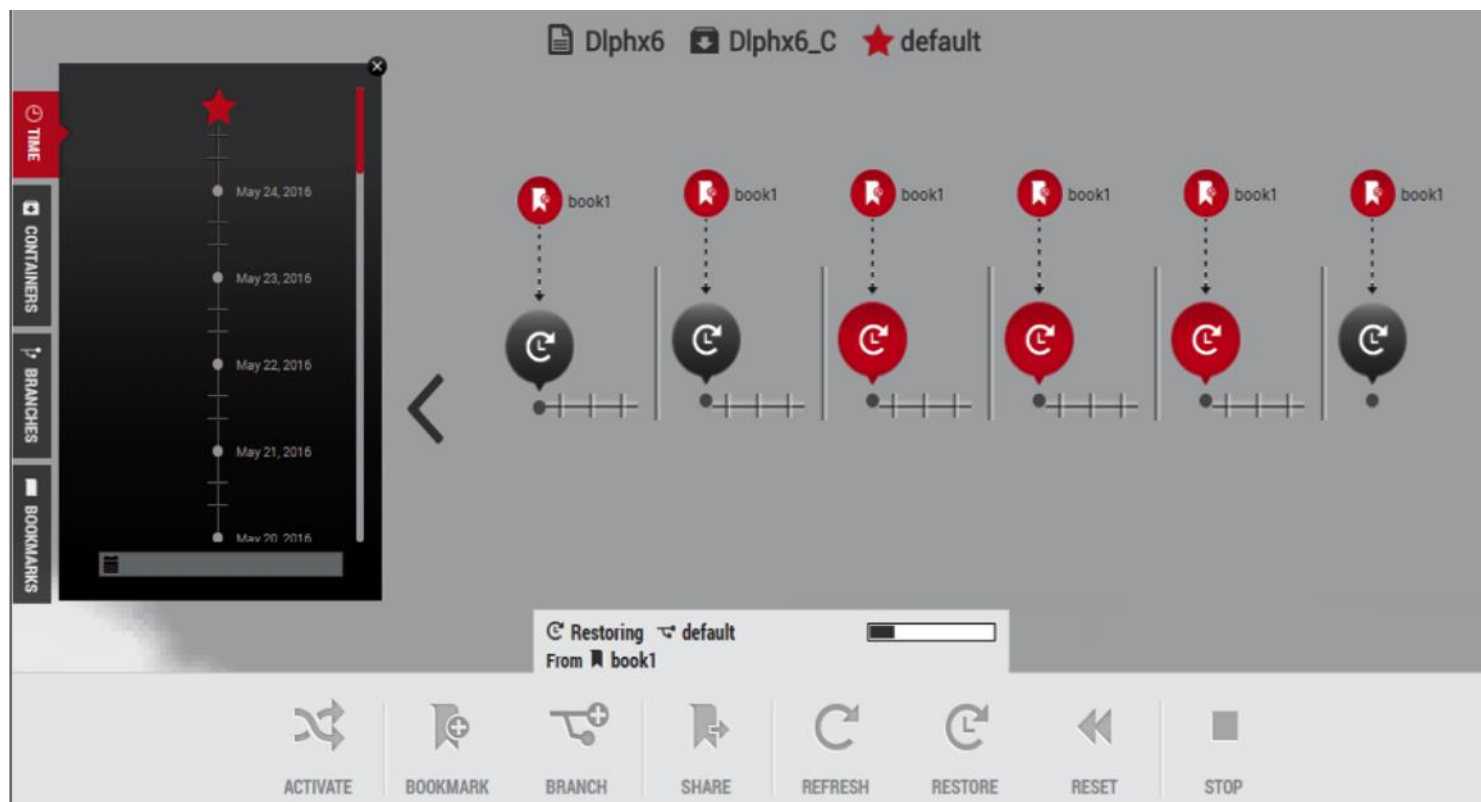 Dlphx6 Dlphx6_C default
TIME
CONTAINERS
BRANCHES
BOOKMARKS
May 24, 2016
May 23, 2016
May 22, 2016
May 21, 2016
May 20, 2016
book1 book1 book1 book1 book1 book1
Restoring default
From book1
ACTIVATE BOOKMARK BRANCH SHARE REFRESH RESTORE RESET STOP